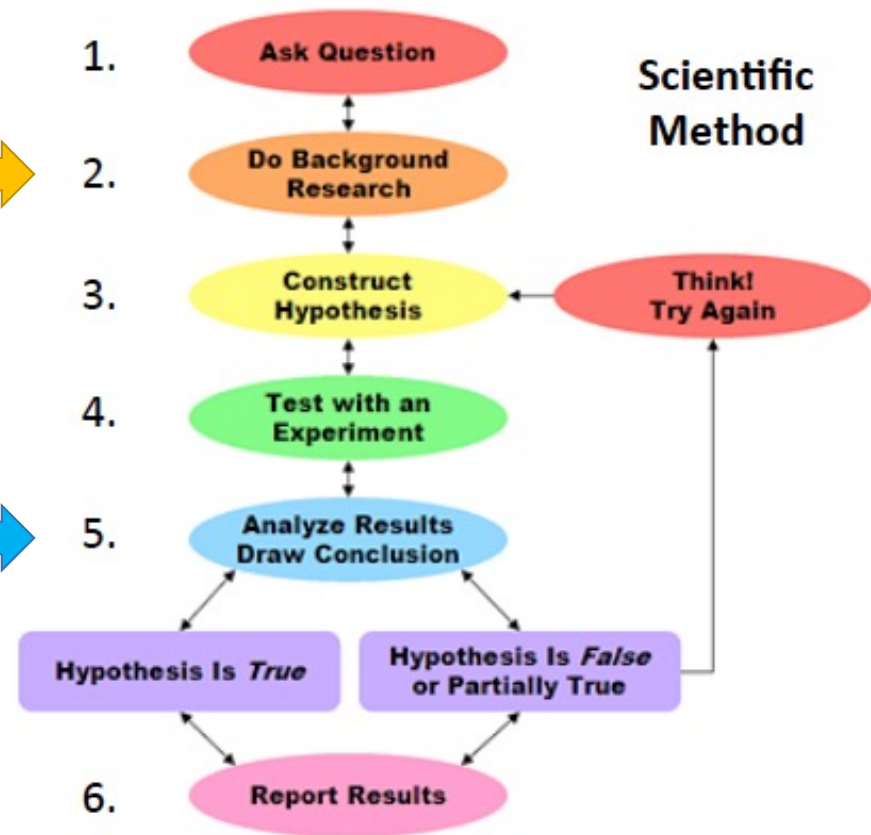 1.
Ask Question
Scientific
Method
2.
Do Background
Research
3.
Construct
Hypothesis
Think!
Try Again
4.
Test with an
Experiment
5.
Analyze Results
Draw Conclusion
Hypothesis Is True
Hypothesis Is False
or Partially True
6.
Report Results